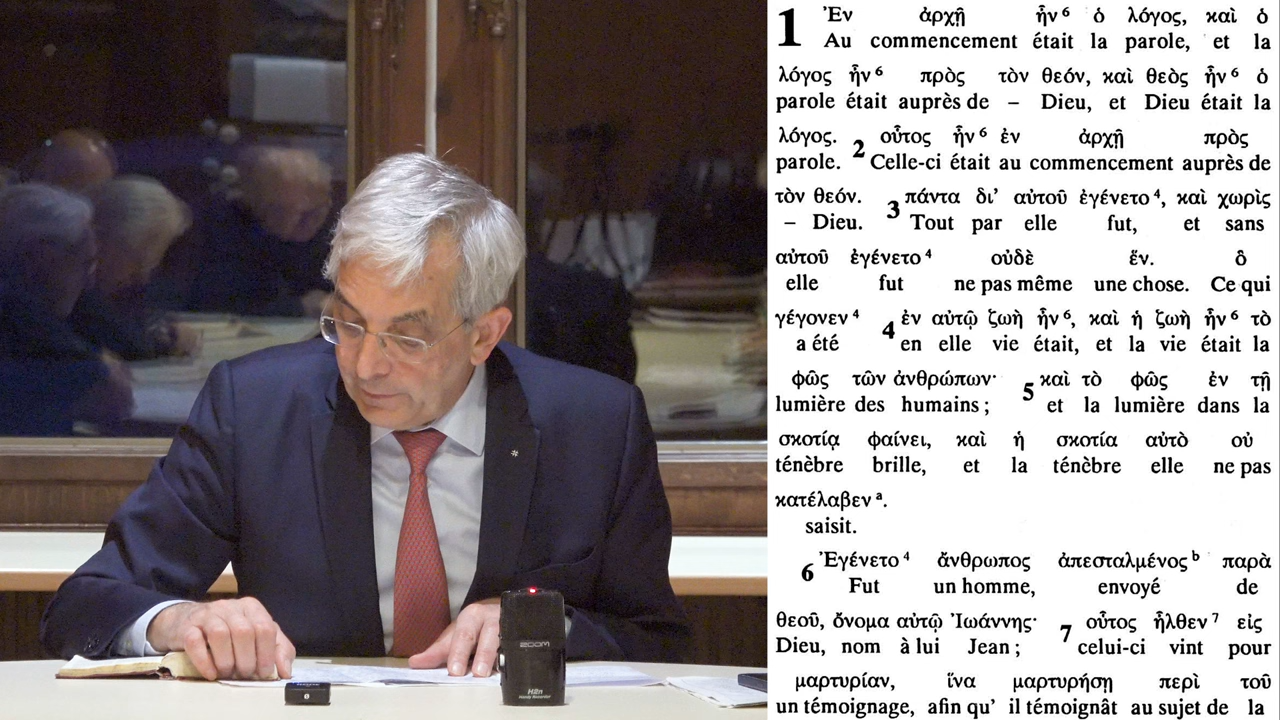 ZOOM
H2n
Handy Recorder
1 Ἐν ἀρχῇ ἦν⁶ ὁ λόγος, καὶ ὁ
Au commencement était la parole, et la
λόγος ἦν⁶ πρὸς τὸν θεόν, καὶ θεὸς ἦν⁶ ὁ
parole était auprès de – Dieu, et Dieu était la
λόγος. 2 οὗτος ἦν⁶ ἐν ἀρχῇ πρὸς
parole. Celle-ci était au commencement auprès de
τὸν θεόν. 3 πάντα δι’ αὐτοῦ ἐγένετο⁴, καὶ χωρὶς
– Dieu. Tout par elle fut, et sans
αὐτοῦ ἐγένετο⁴ οὐδὲ ἕν. ὃ
elle fut ne pas même une chose. Ce qui
γέγονεν⁴ 4 ἐν αὐτῷ ζωὴ ἦν⁶, καὶ ἡ ζωὴ ἦν⁶ τὸ
a été en elle vie était, et la vie était la
φῶς τῶν ἀνθρώπων· 5 καὶ τὸ φῶς ἐν τῇ
lumière des humains ; et la lumière dans la
σκοτίᾳ φαίνει, καὶ ἡ σκοτία αὐτὸ οὐ
ténèbre brille, et la ténèbre elle ne pas
κατέλαβενᵃ.
saisit.
6 Ἐγένετο⁴ ἄνθρωπος ἀπεσταλμένοςᵇ παρὰ
Fut un homme, envoyé de
θεοῦ, ὄνομα αὐτῷ Ἰωάννης· 7 οὗτος ἦλθεν⁷ εἰς
Dieu, nom à lui Jean ; celui-ci vint pour
μαρτυρίαν, ἵνα μαρτυρήσῃ περὶ τοῦ
un témoignage, afin qu’ il témoignât au sujet de la